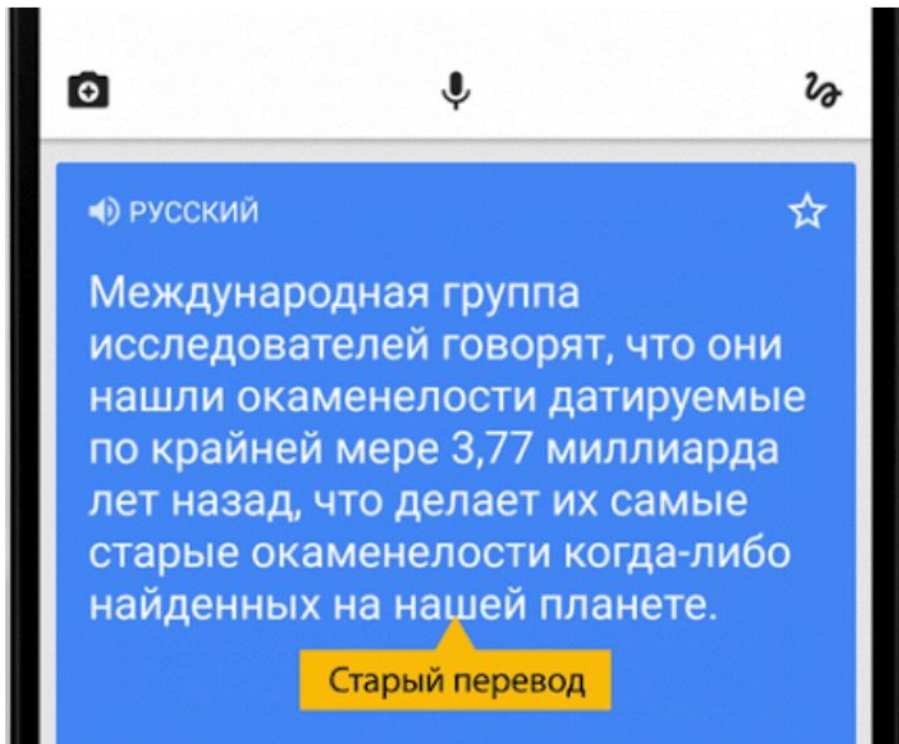 РУССКИЙ
Международная группа
исследователей говорят, что они
нашли окаменелости датируемые
по крайней мере 3,77 миллиарда
лет назад, что делает их самые
старые окаменелости когда-либо
найденных на нашей планете.
Старый перевод